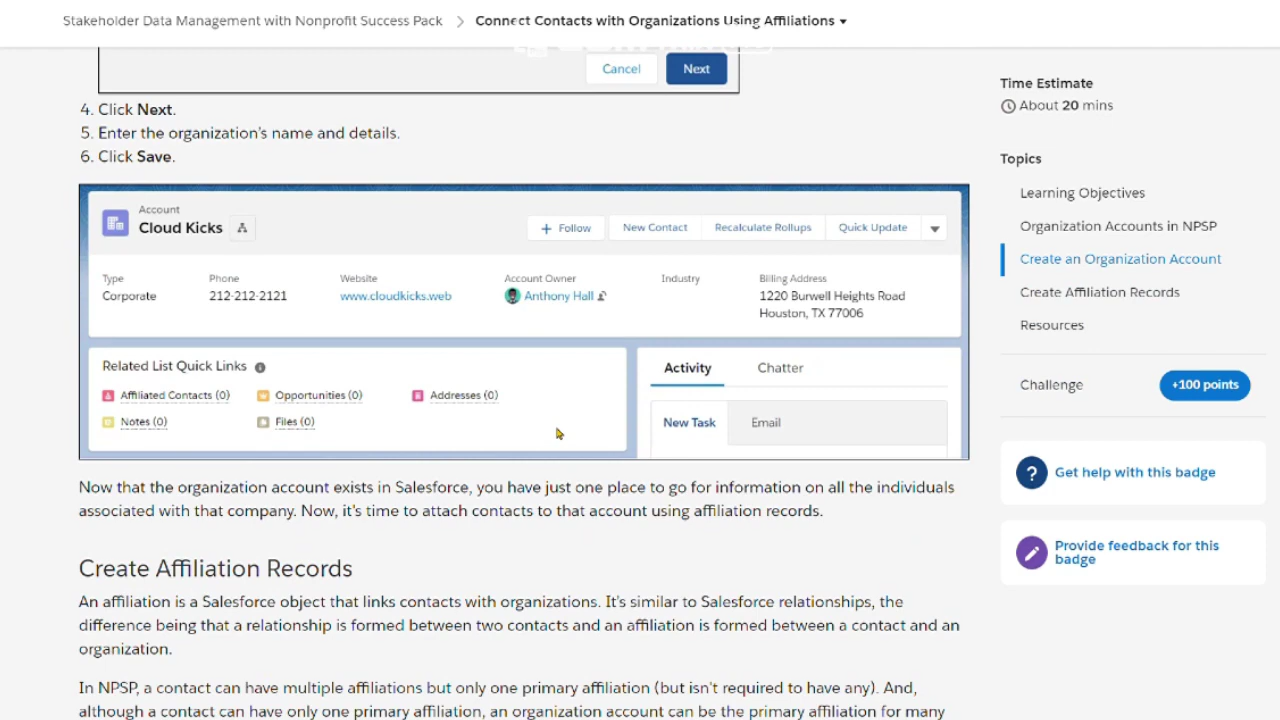 Stakeholder Data Management with Nonprofit Success Pack
Connect Contacts with Organizations Using Affiliations
Cancel
Next
4. Click Next.
5. Enter the organization's name and details.
6. Click Save.
Account
Cloud Kicks
Follow
New Contact
Recalculate Rollups
Quick Update
Type
Phone
Website
Account Owner
Industry
Billing Address
Corporate
212-212-2121
www.cloudkicks.web
Anthony Hall
1220 Burwell Heights Road
Houston, TX 77006
Related List Quick Links
Affiliated Contacts (0)
Opportunities (0)
Addresses (0)
Notes (0)
Files (0)
Activity
Chatter
New Task
Email
Now that the organization account exists in Salesforce, you have just one place to go for information on all the individuals
associated with that company. Now, it's time to attach contacts to that account using affiliation records.
Create Affiliation Records
An affiliation is a Salesforce object that links contacts with organizations. It's similar to Salesforce relationships, the
difference being that a relationship is formed between two contacts and an affiliation is formed between a contact and an
organization.
In NPSP, a contact can have multiple affiliations but only one primary affiliation (but isn't required to have any). And,
although a contact can have only one primary affiliation, an organization account can be the primary affiliation for many
Time Estimate
About 20 mins
Topics
Learning Objectives
Organization Accounts in NPSP
Create an Organization Account
Create Affiliation Records
Resources
Challenge
+100 points
Get help with this badge
Provide feedback for this
badge